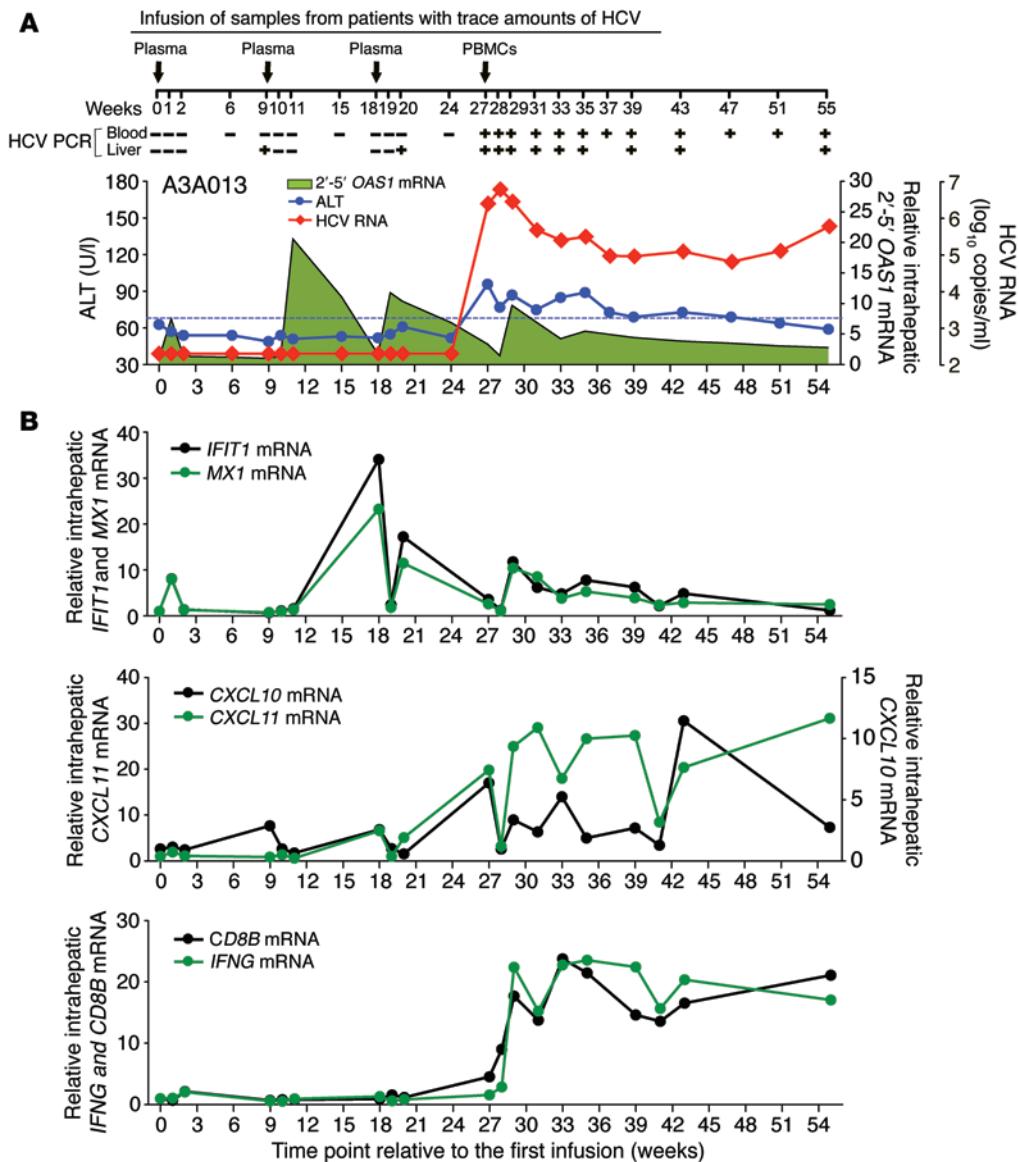 A
Infusion of samples from patients with trace amounts of HCV
Plasma Plasma Plasma PBMCs
Weeks 0 1 2 6 9 10 11 15 18 19 20 24 27 28 29 31 33 35 37 39 43 47 51 55
HCV PCR
Blood − − − − − − − − − − − − + + + + + + + + + + + +
Liver − − − + − − − − + + + + + + + + + +
A3A013
2'-5' OAS1 mRNA
ALT
HCV RNA
ALT (U/l)
180
150
120
90
60
30
30
25
20
15
10
5
0
Relative intrahepatic
2'-5' OAS1 mRNA
7
6
5
4
3
2
HCV RNA
(log10 copies/ml)
0 3 6 9 12 15 18 21 24 27 30 33 36 39 42 45 48 51 54
B
Relative intrahepatic
IFIT1 and MX1 mRNA
40
30
20
10
0
IFIT1 mRNA
MX1 mRNA
0 3 6 9 12 15 18 21 24 27 30 33 36 39 42 45 48 51 54
Relative intrahepatic
CXCL11 mRNA
40
30
20
10
0
CXCL10 mRNA
CXCL11 mRNA
15
10
5
0
Relative intrahepatic
CXCL10 mRNA
0 3 6 9 12 15 18 21 24 27 30 33 36 39 42 45 48 51 54
Relative intrahepatic
IFNG and CD8B mRNA
30
20
10
0
CD8B mRNA
IFNG mRNA
0 3 6 9 12 15 18 21 24 27 30 33 36 39 42 45 48 51 54
Time point relative to the first infusion (weeks)